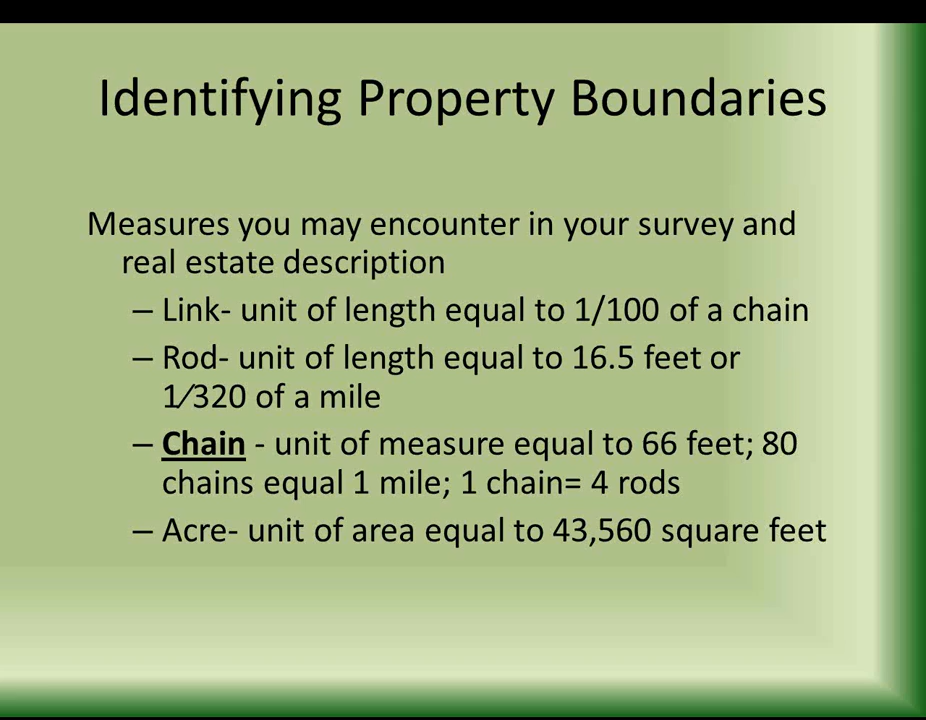 Identifying Property Boundaries
Measures you may encounter in your survey and
real estate description
– Link- unit of length equal to 1/100 of a chain
– Rod- unit of length equal to 16.5 feet or
1⁄320 of a mile
– Chain - unit of measure equal to 66 feet; 80
chains equal 1 mile; 1 chain= 4 rods
– Acre- unit of area equal to 43,560 square feet